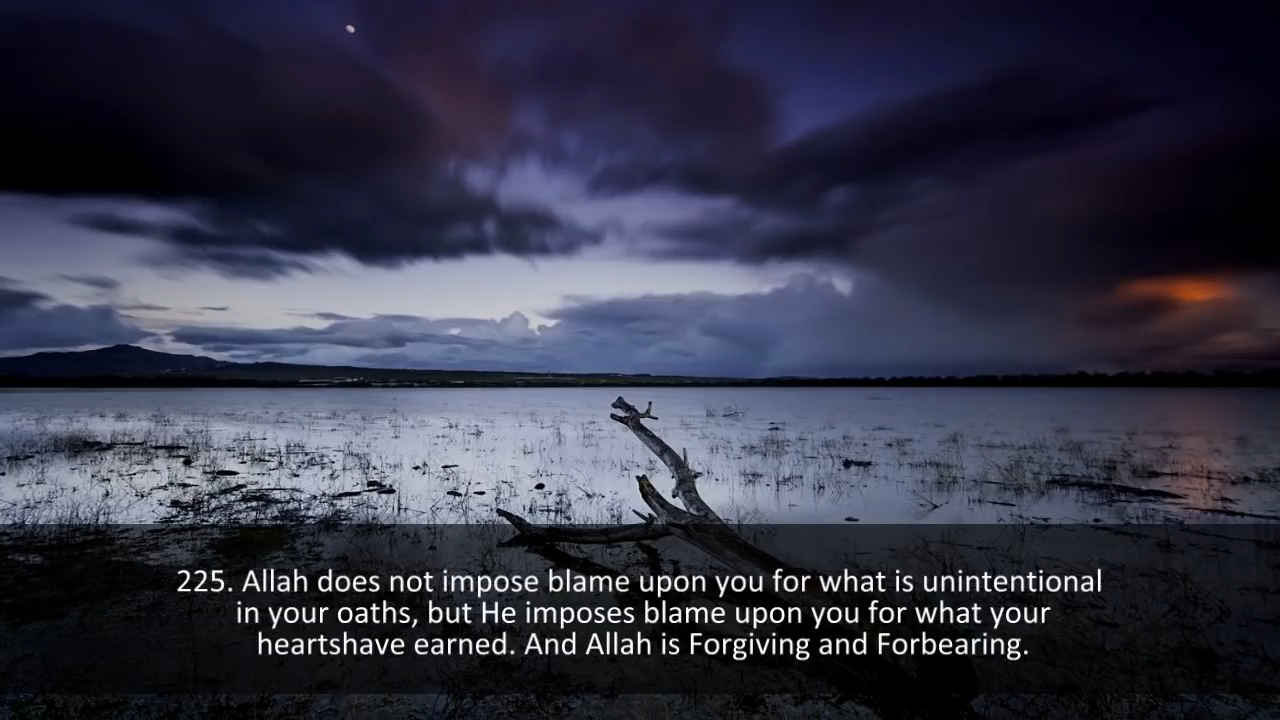 225. Allah does not impose blame upon you for what is unintentional
in your oaths, but He imposes blame upon you for what your
heartshave earned. And Allah is Forgiving and Forbearing.